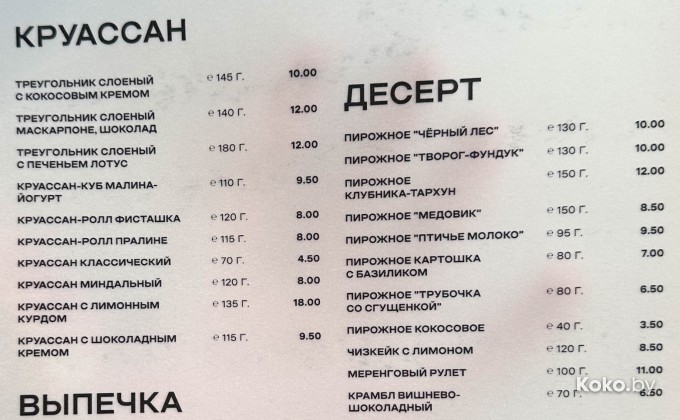 КРУАССАН
ТРЕУГОЛЬНИК СЛОЕНЫЙ ℮ 145 Г. 10.00
С КОКОСОВЫМ КРЕМОМ
ТРЕУГОЛЬНИК СЛОЕНЫЙ ℮ 140 Г. 12.00
МАСКАРПОНЕ, ШОКОЛАД
ТРЕУГОЛЬНИК СЛОЕНЫЙ ℮ 180 Г. 12.00
С ПЕЧЕНЬЕМ ЛОТУС
КРУАССАН-КУБ МАЛИНА- ℮ 110 Г. 9.50
ЙОГУРТ
КРУАССАН-РОЛЛ ФИСТАШКА ℮ 120 Г. 8.00
КРУАССАН-РОЛЛ ПРАЛИНЕ ℮ 115 Г. 8.00
КРУАССАН КЛАССИЧЕСКИЙ ℮ 70 Г. 4.50
КРУАССАН МИНДАЛЬНЫЙ ℮ 120 Г. 8.00
КРУАССАН С ЛИМОННЫМ ℮ 135 Г. 18.00
КУРДОМ
КРУАССАН С ШОКОЛАДНЫМ ℮ 115 Г. 9.50
КРЕМОМ
ВЫПЕЧКА
ДЕСЕРТ
ПИРОЖНОЕ "ЧЁРНЫЙ ЛЕС" ℮ 130 Г. 10.00
ПИРОЖНОЕ "ТВОРОГ-ФУНДУК" ℮ 130 Г. 10.00
ПИРОЖНОЕ ℮ 150 Г. 12.00
КЛУБНИКА-ТАРХУН
ПИРОЖНОЕ "МЕДОВИК" ℮ 150 Г. 8.50
ПИРОЖНОЕ "ПТИЧЬЕ МОЛОКО" ℮ 95 Г. 9.50
ПИРОЖНОЕ КАРТОШКА ℮ 80 Г. 7.00
С БАЗИЛИКОМ
ПИРОЖНОЕ "ТРУБОЧКА ℮ 80 Г. 6.50
СО СГУЩЕНКОЙ"
ПИРОЖНОЕ КОКОСОВОЕ ℮ 40 Г. 3.50
ЧИЗКЕЙК С ЛИМОНОМ ℮ 120 Г. 8.50
МЕРЕНГОВЫЙ РУЛЕТ ℮ 100 Г. 11.00
КРАМБЛ ВИШНЕВО- ℮ 70 Г. 6.50
ШОКОЛАДНЫЙ
Koko.by